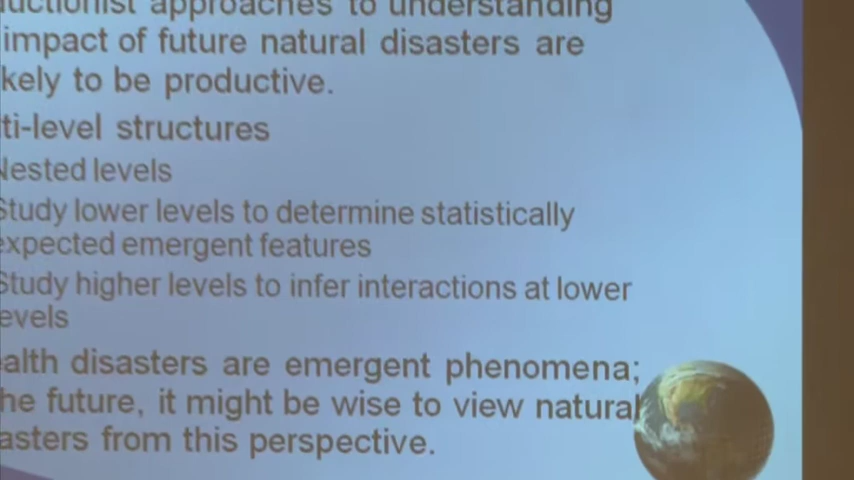 uctionist approaches to understanding
impact of future natural disasters are
kely to be productive.
ti-level structures
Nested levels
Study lower levels to determine statistically
expected emergent features
Study higher levels to infer interactions at lower
evels
alth disasters are emergent phenomena;
he future, it might be wise to view natural
asters from this perspective.